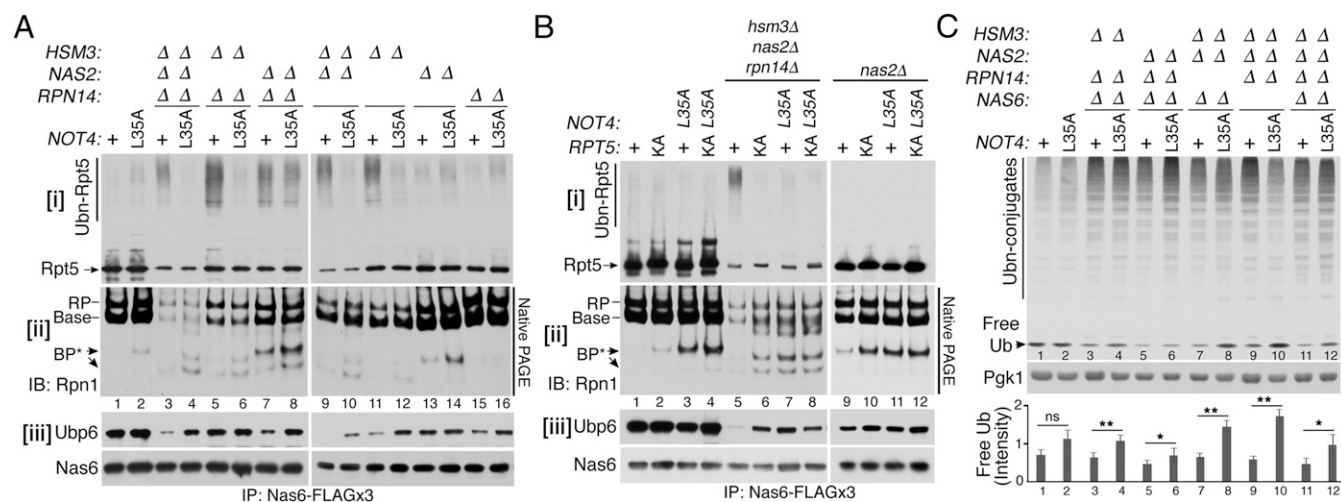 A
HSM3: Δ Δ Δ Δ Δ Δ Δ Δ
NAS2: Δ Δ Δ Δ Δ Δ Δ Δ
RPN14: Δ Δ Δ Δ Δ Δ Δ Δ
NOT4: + L35A + L35A + L35A + L35A + L35A + L35A + L35A + L35A
[i]
Ubn-Rpt5
Rpt5
RP
Base
[ii]
BP*
IB: Rpn1
Native PAGE
1 2 3 4 5 6 7 8 9 10 11 12 13 14 15 16
[iii] Ubp6
Nas6
IP: Nas6-FLAGx3
B
hsm3Δ
nas2Δ
rpn14Δ
nas2Δ
NOT4: L35A L35A L35A L35A L35A L35A
RPT5: + KA + KA + KA + KA + KA + KA
[i]
Ubn-Rpt5
Rpt5
RP
Base
[ii]
BP*
IB: Rpn1
Native PAGE
1 2 3 4 5 6 7 8 9 10 11 12
[iii] Ubp6
Nas6
IP: Nas6-FLAGx3
C
HSM3: Δ Δ Δ Δ Δ Δ Δ Δ
NAS2: Δ Δ Δ Δ Δ Δ Δ Δ
RPN14: Δ Δ Δ Δ Δ Δ Δ Δ
NAS6: Δ Δ Δ Δ Δ Δ Δ Δ
NOT4: + L35A + L35A + L35A + L35A + L35A + L35A
Ubn-conjugates
Free
Ub
1 2 3 4 5 6 7 8 9 10 11 12
Pgk1
Free Ub
(Intensity)
2
1
0
ns ** * ** ** *
1 2 3 4 5 6 7 8 9 10 11 12